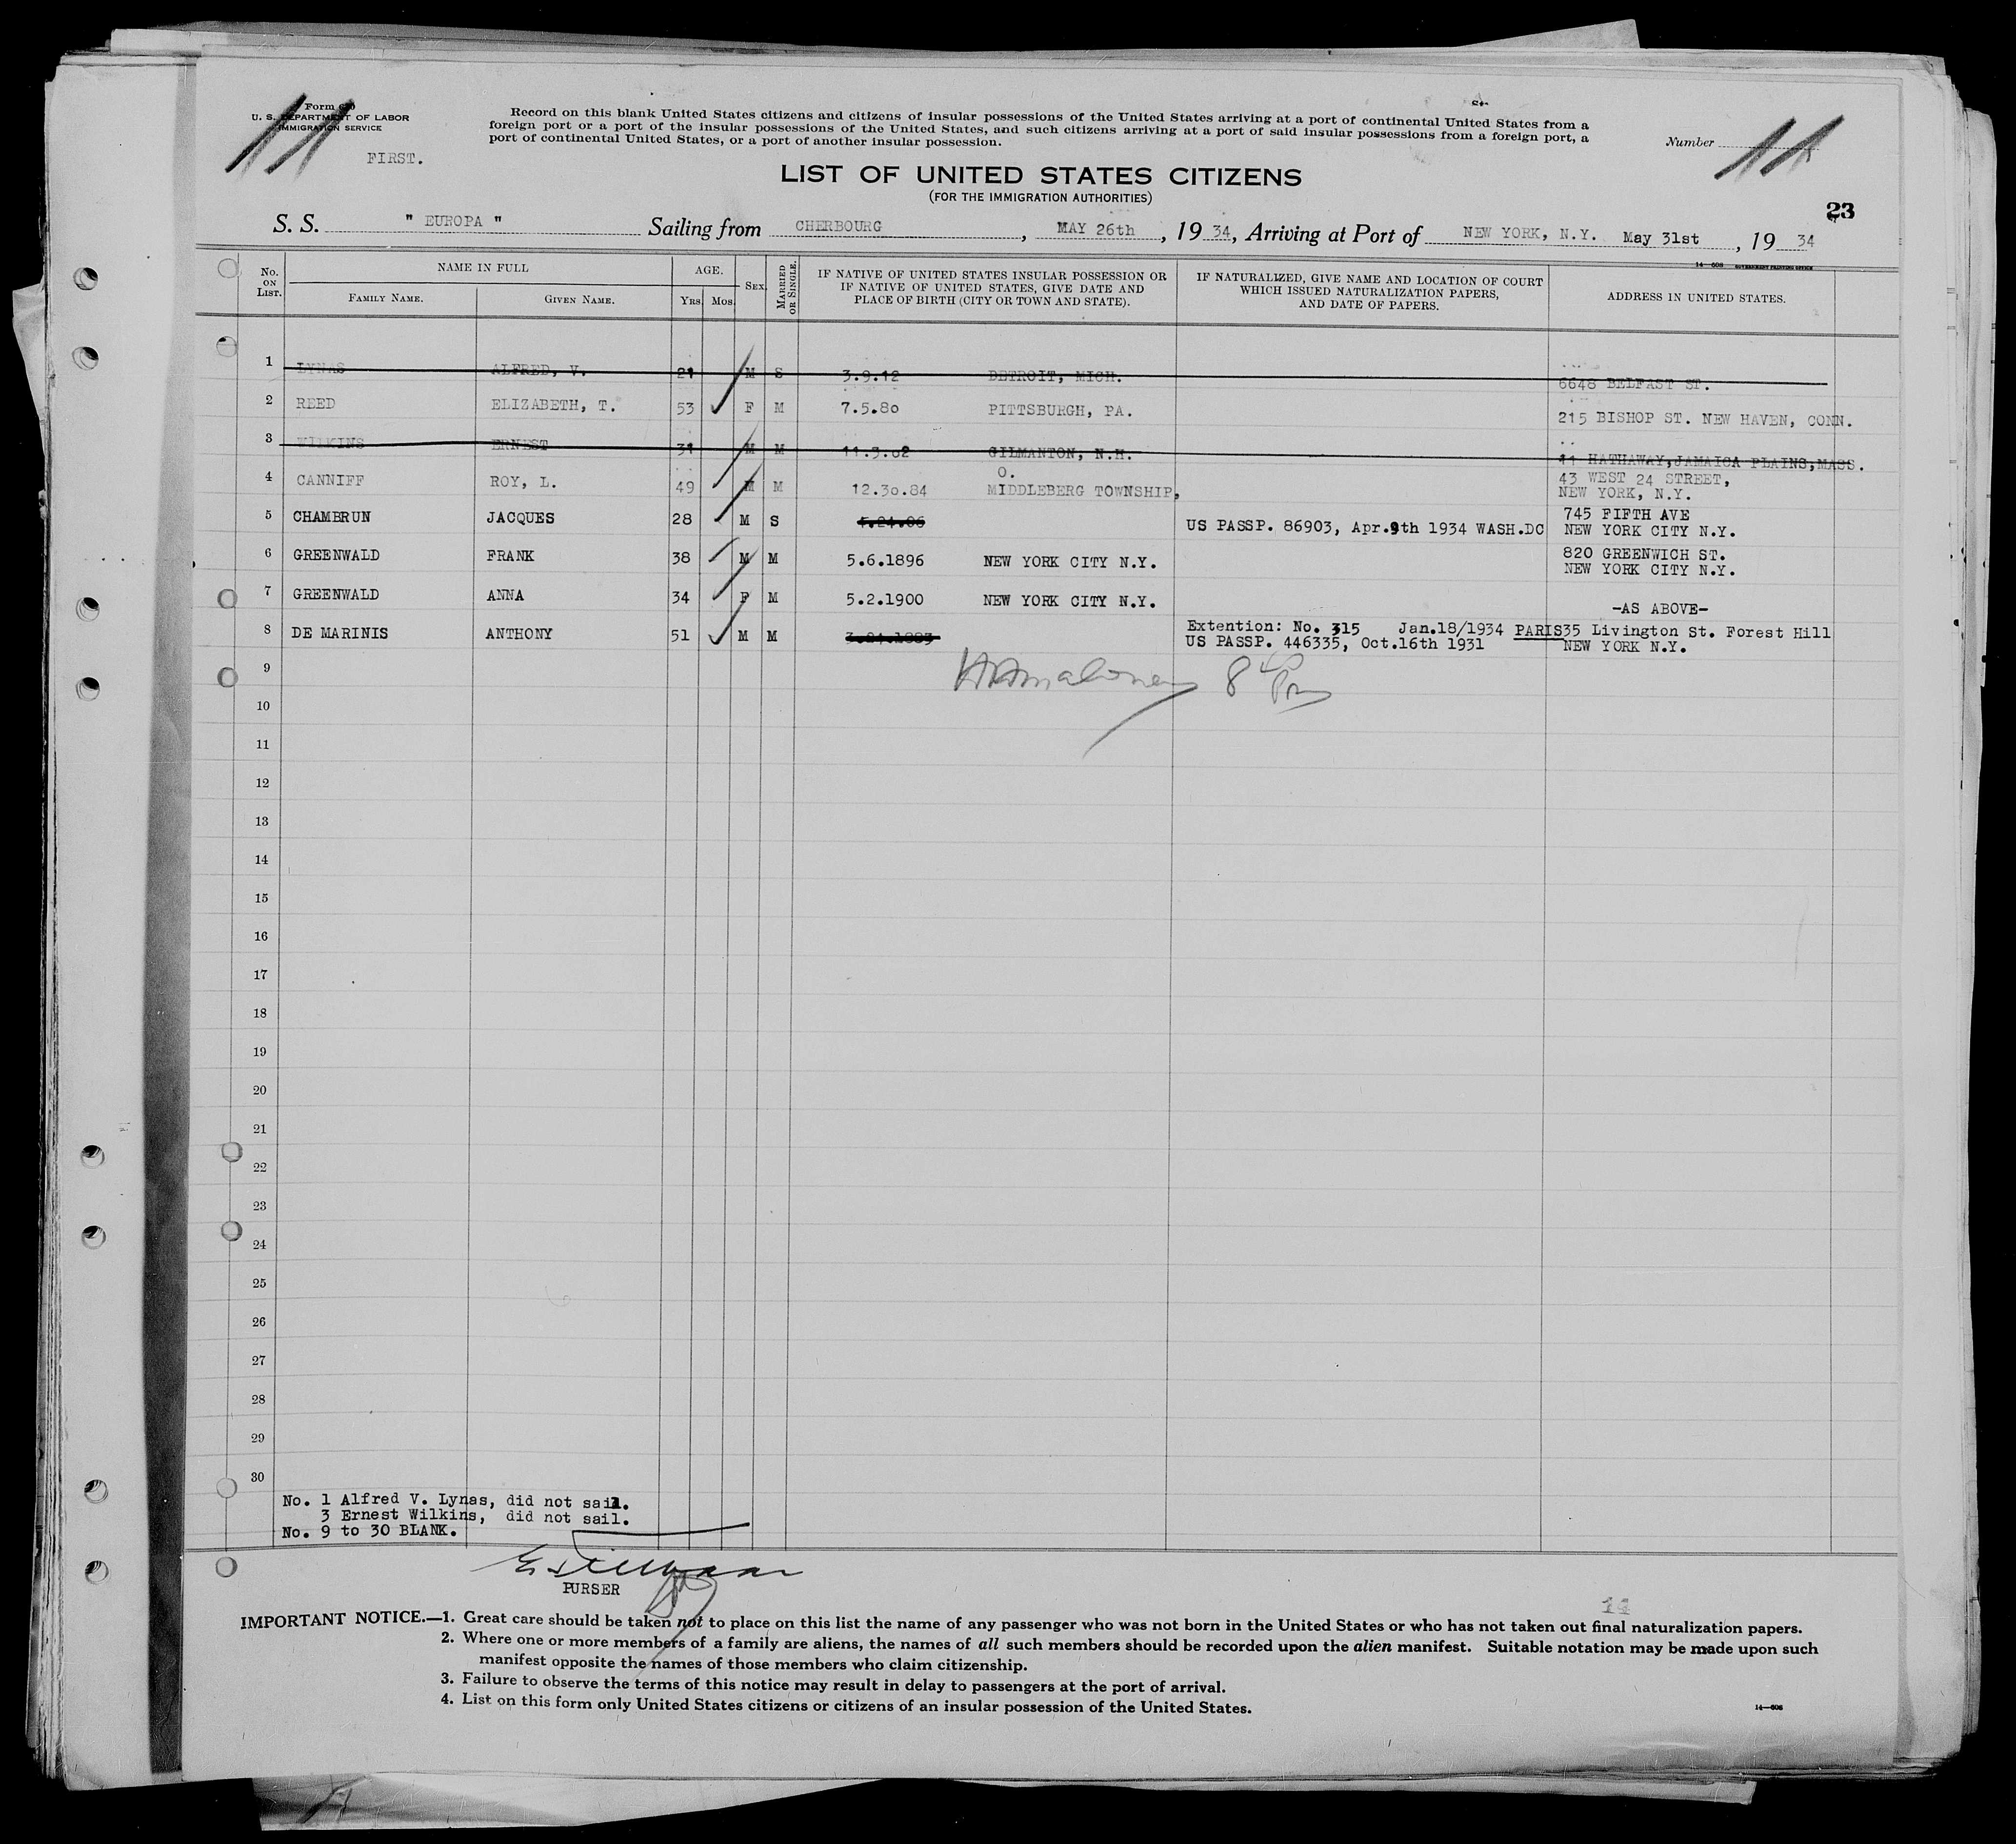 Form 630
U. S. DEPARTMENT OF LABOR
IMMIGRATION SERVICE
FIRST.
Record on this blank United States citizens and citizens of insular possessions of the United States arriving at a port of continental United States from a
foreign port or a port of the insular possessions of the United States, and such citizens arriving at a port of said insular possessions from a foreign port, a
port of continental United States, or a port of another insular possession.
Number 11
11
LIST OF UNITED STATES CITIZENS
(FOR THE IMMIGRATION AUTHORITIES)
23
S. S. " EUROPA " Sailing from CHERBOURG, MAY 26th, 1934, Arriving at Port of NEW YORK, N.Y. May 31st, 1934
14—608 GOVERNMENT PRINTING OFFICE
No. ON LIST. NAME IN FULL FAMILY NAME. GIVEN NAME. AGE. YRS. MOS. SEX. MARRIED OR SINGLE. IF NATIVE OF UNITED STATES INSULAR POSSESSION OR IF NATIVE OF UNITED STATES, GIVE DATE AND PLACE OF BIRTH (CITY OR TOWN AND STATE). IF NATURALIZED, GIVE NAME AND LOCATION OF COURT WHICH ISSUED NATURALIZATION PAPERS, AND DATE OF PAPERS. ADDRESS IN UNITED STATES.
1 LYNAS ALFRED, V. 21 M S 3.9.12 DETROIT, MICH. 6648 BELFAST ST.
2 REED ELIZABETH, T. 53 F M 7.5.80 PITTSBURGH, PA. 215 BISHOP ST. NEW HAVEN, CONN.
3 WILKINS ERNEST 31 M M 11.3.02 GILMANTON, N.H. 41 HATHAWAY, JAMAICA PLAINS, MASS.
4 CANNIFF ROY, L. 49 M M 12.30.84 MIDDLEBERG TOWNSHIP, O. 43 WEST 24 STREET,
NEW YORK, N.Y.
5 CHAMBRUN JACQUES 28 M S US PASSP. 86903, Apr.9th 1934 WASH.DC 745 FIFTH AVE
NEW YORK CITY N.Y.
6 GREENWALD FRANK 38 M M 5.6.1896 NEW YORK CITY N.Y. 820 GREENWICH ST.
NEW YORK CITY N.Y.
7 GREENWALD ANNA 34 F M 5.2.1900 NEW YORK CITY N.Y. -AS ABOVE-
8 DE MARINIS ANTHONY 51 M M Extention: No. 315 Jan.18/1934 PARIS 35 Livington St. Forest Hill
US PASSP. 446335, Oct.16th 1931 NEW YORK N.Y.
9
10
11
12
13
14
15
16
17
18
19
20
21
22
23
24
25
26
27
28
29
30
No. 1 Alfred V. Lynas, did not sail.
3 Ernest Wilkins, did not sail.
No. 9 to 30 BLANK.
PURSER
14
IMPORTANT NOTICE.—1. Great care should be taken not to place on this list the name of any passenger who was not born in the United States or who has not taken out final naturalization papers.
2. Where one or more members of a family are aliens, the names of all such members should be recorded upon the alien manifest. Suitable notation may be made upon such
manifest opposite the names of those members who claim citizenship.
3. Failure to observe the terms of this notice may result in delay to passengers at the port of arrival.
4. List on this form only United States citizens or citizens of an insular possession of the United States.
14—608